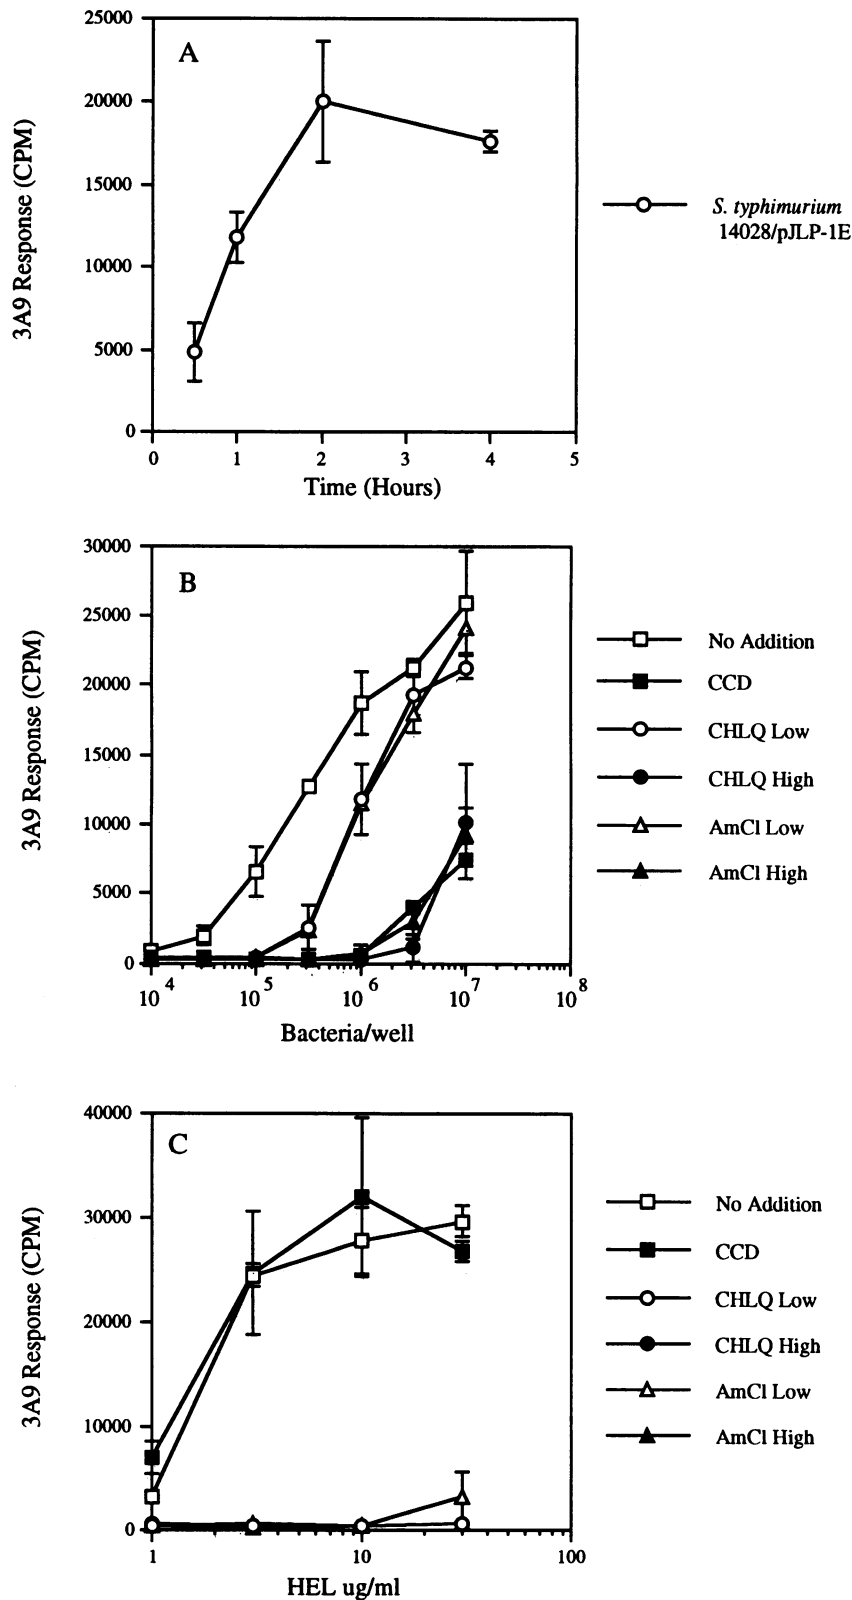 25000
A
20000
15000
10000
5000
0
0 1 2 3 4 5
3A9 Response (CPM)
Time (Hours)
S. typhimurium
14028/pJLP-1E
30000
B
25000
20000
15000
10000
5000
0
10^4 10^5 10^6 10^7 10^8
3A9 Response (CPM)
Bacteria/well
No Addition
CCD
CHLQ Low
CHLQ High
AmCl Low
AmCl High
40000
C
30000
20000
10000
0
1 10 100
3A9 Response (CPM)
HEL ug/ml
No Addition
CCD
CHLQ Low
CHLQ High
AmCl Low
AmCl High